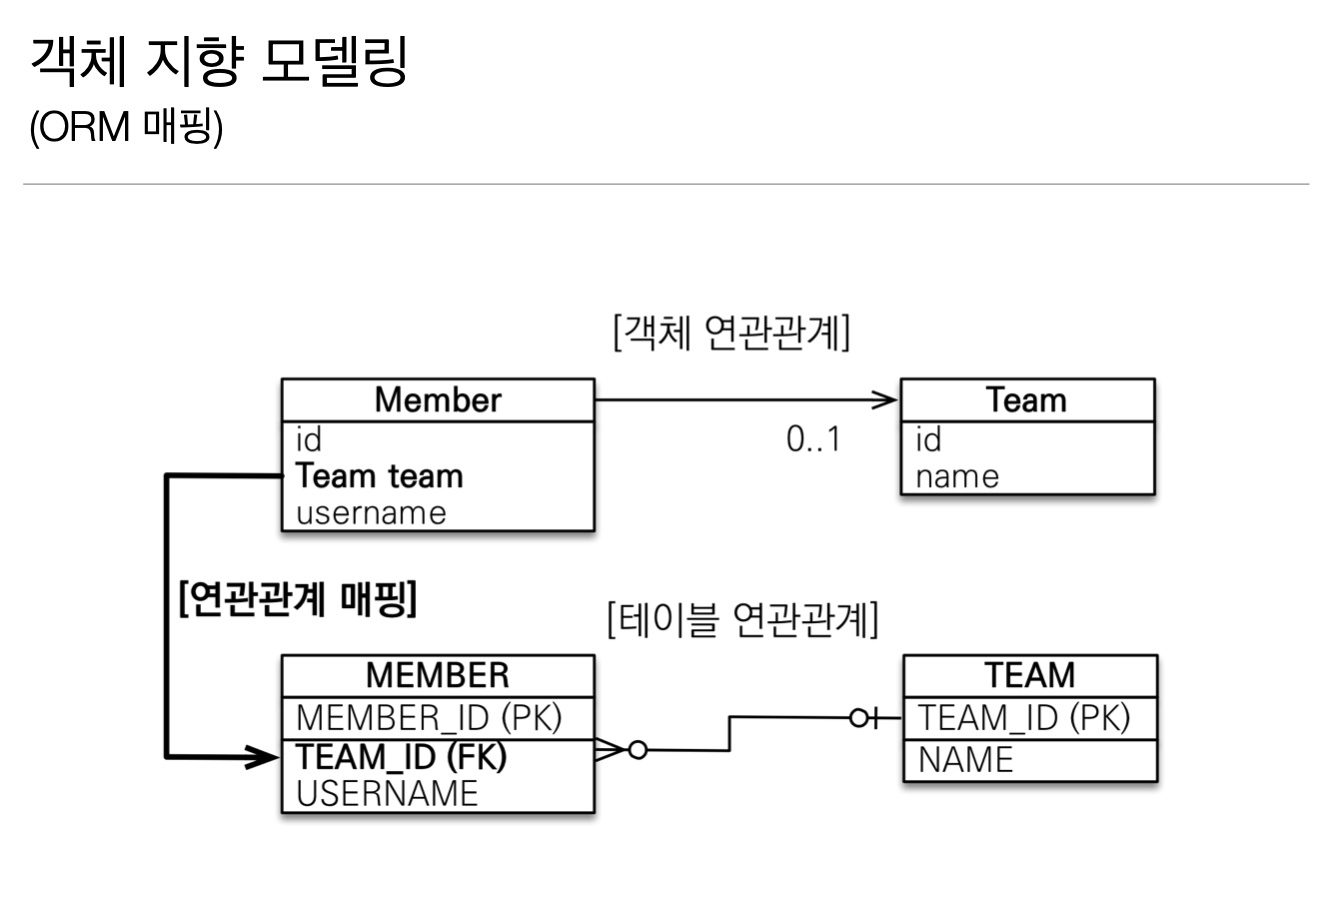 객체 지향 모델링
(ORM 매핑)
[객체 연관관계]
Member
id
Team team
username
0..1
Team
id
name
[연관관계 매핑]
[테이블 연관관계]
MEMBER
MEMBER_ID (PK)
TEAM_ID (FK)
USERNAME
TEAM
TEAM_ID (PK)
NAME